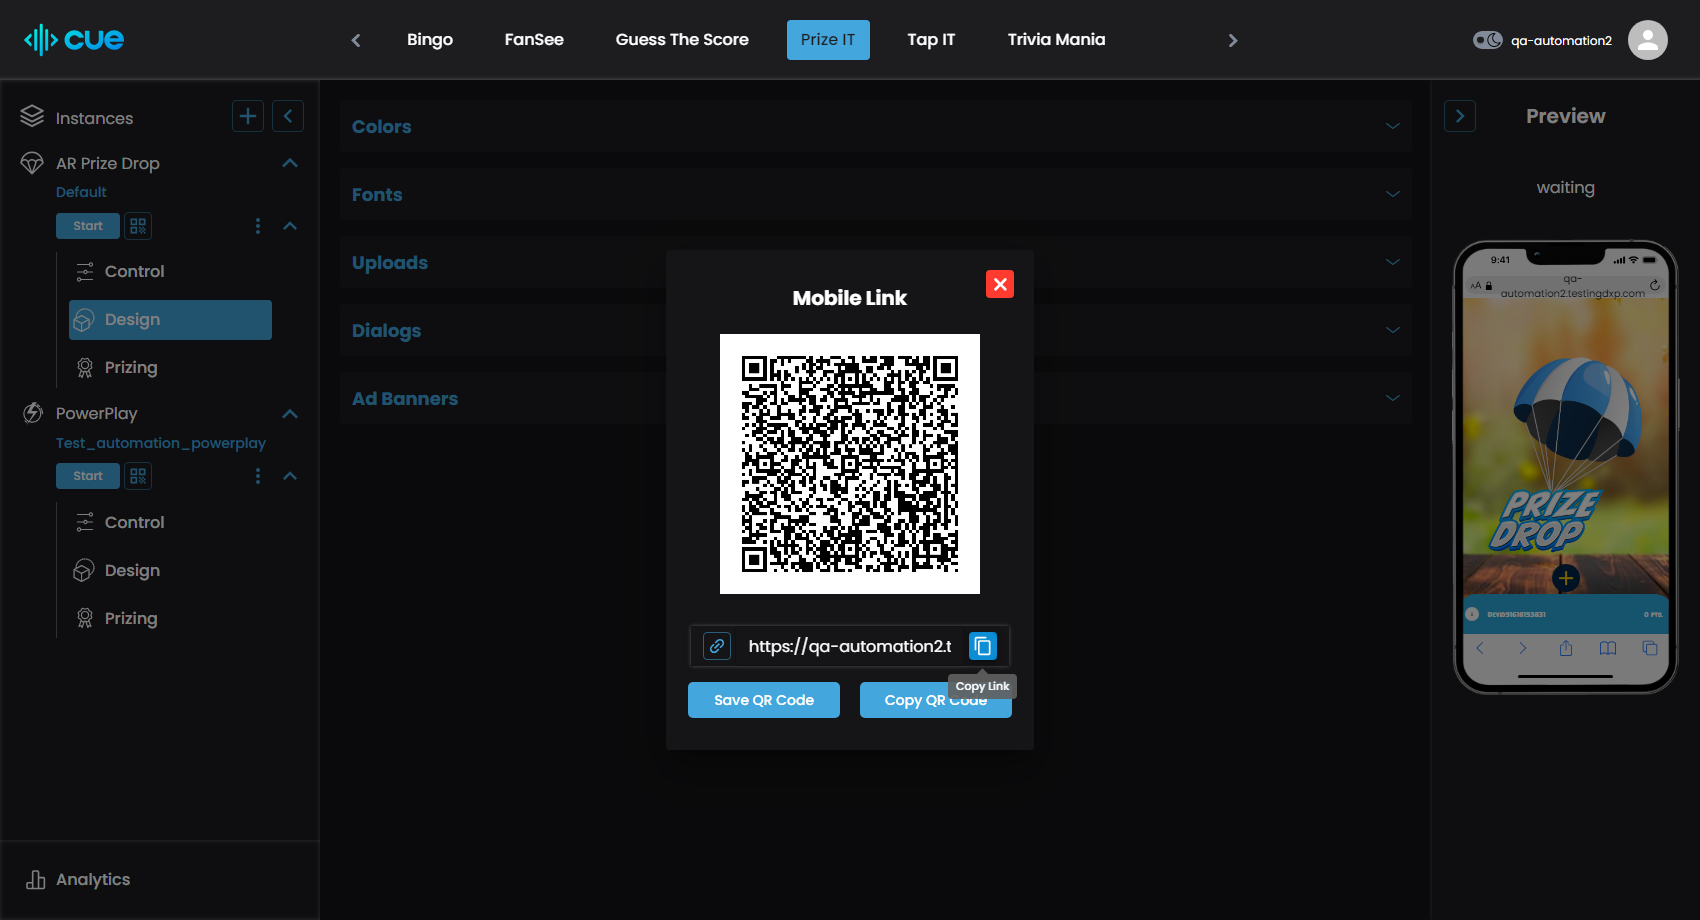 cue
Bingo
FanSee
Guess The Score
Prize IT
Tap IT
Trivia Mania
qa-automation2
Instances
AR Prize Drop
Default
Start
Control
Design
Prizing
PowerPlay
Test_automation_powerplay
Start
Control
Design
Prizing
Analytics
Colors
Fonts
Uploads
Dialogs
Ad Banners
Mobile Link
https://qa-automation2.t
Copy Link
Save QR Code
Copy QR Code
Preview
waiting
9:41
AA
qa-
automation2.testingdxp.com
PRIZE
DROP
0 PTS.